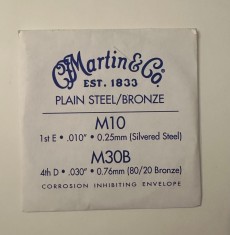 CF Martin & Co.
EST. 1833
PLAIN STEEL/BRONZE
M10
1st E • .010" • 0.25mm (Silvered Steel)
M30B
4th D • .030" • 0.76mm (80/20 Bronze)
CORROSION INHIBITING ENVELOPE